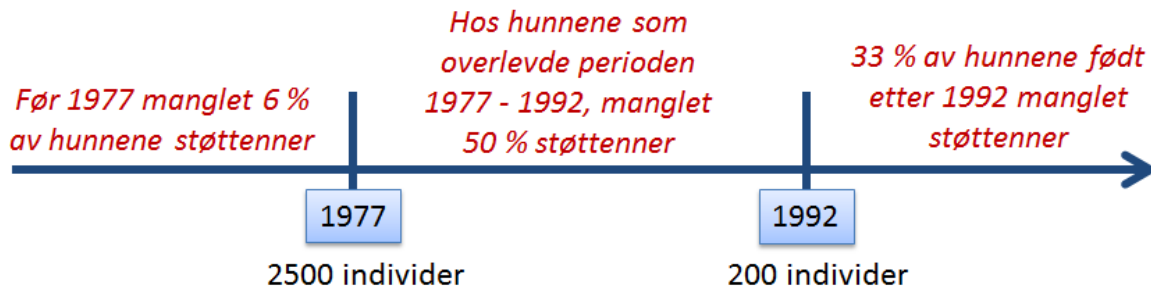 Før 1977 manglet 6 %
av hunnene støttenner
Hos hunnene som
overlevde perioden
1977 - 1992, manglet
50 % støttenner
33 % av hunnene født
etter 1992 manglet
støttenner
1977
1992
2500 individer
200 individer